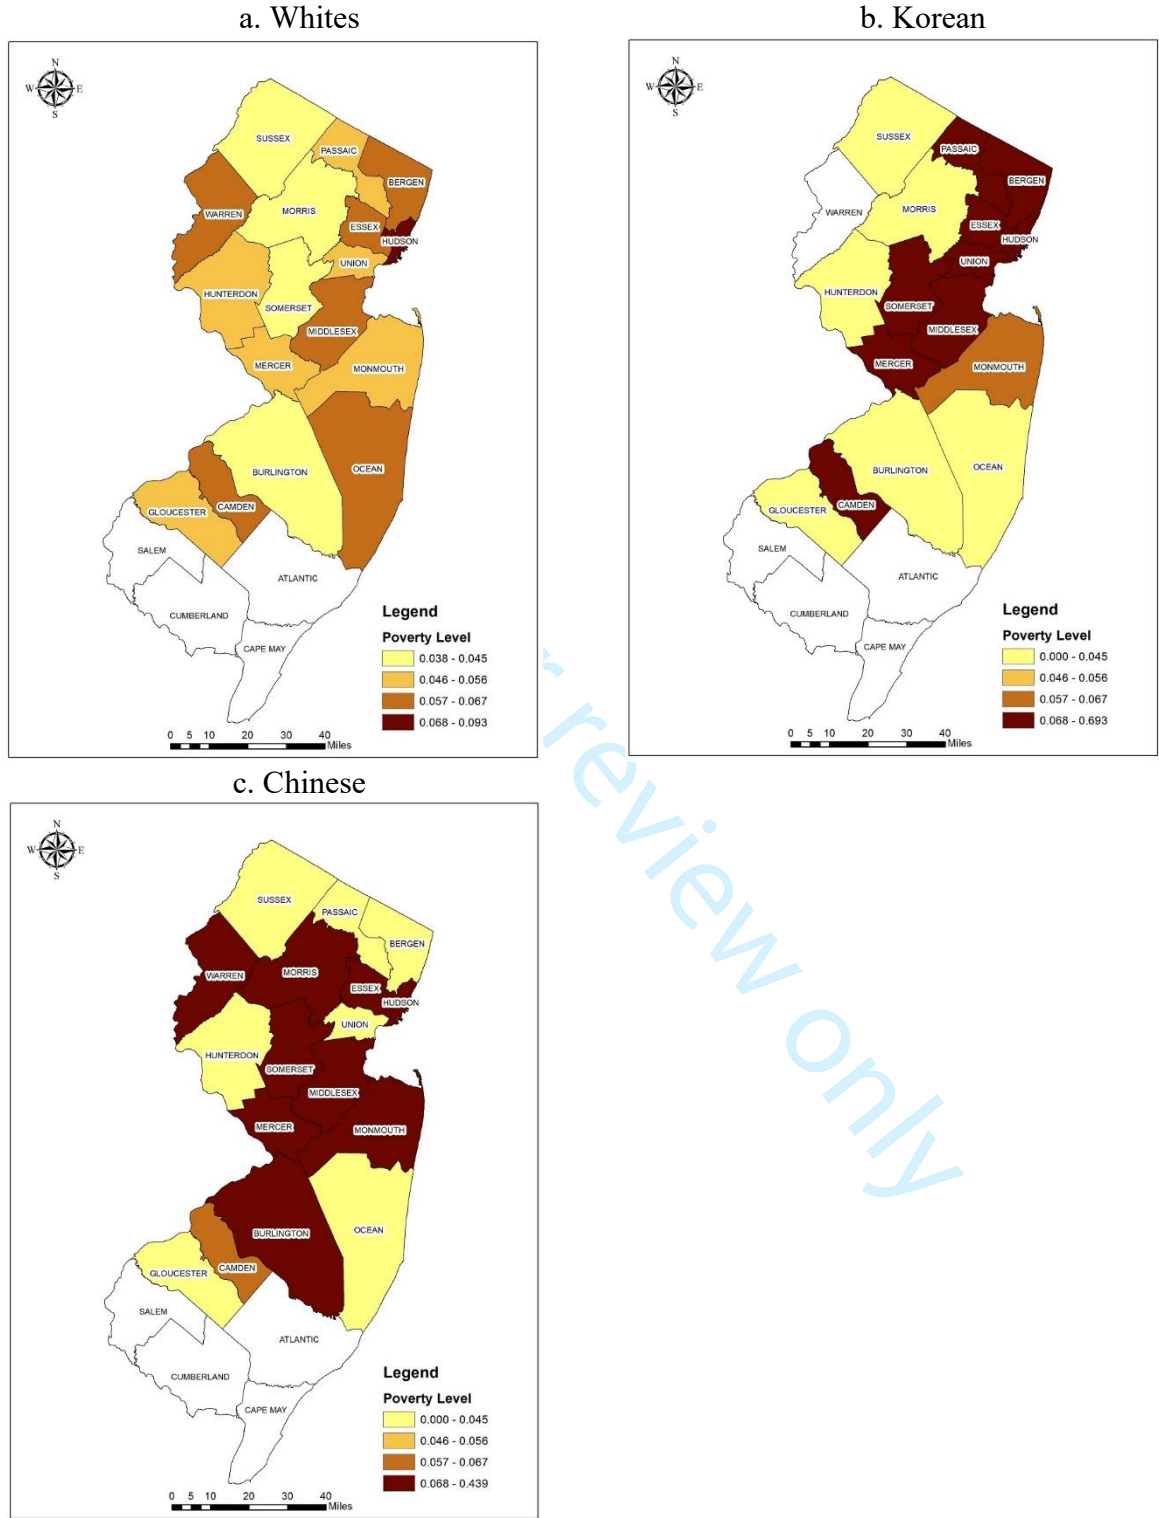 a. Whites
N
W E
S
SUSSEX
PASSAIC
BERGEN
WARREN
MORRIS
ESSEX
HUDSON
UNION
HUNTERDON
SOMERSET
MIDDLESEX
MERCER
MONMOUTH
BURLINGTON
OCEAN
CAMDEN
GLOUCESTER
SALEM
ATLANTIC
CUMBERLAND
CAPE MAY
Legend
Poverty Level
0.038 - 0.045
0.046 - 0.056
0.057 - 0.067
0.068 - 0.093
0 5 10 20 30 40
Miles
b. Korean
N
W E
S
SUSSEX
PASSAIC
BERGEN
WARREN
MORRIS
ESSEX
HUDSON
UNION
HUNTERDON
SOMERSET
MIDDLESEX
MERCER
MONMOUTH
BURLINGTON
OCEAN
CAMDEN
GLOUCESTER
SALEM
ATLANTIC
CUMBERLAND
CAPE MAY
Legend
Poverty Level
0.000 - 0.045
0.046 - 0.056
0.057 - 0.067
0.068 - 0.693
0 5 10 20 30 40
Miles
c. Chinese
N
W E
S
SUSSEX
PASSAIC
BERGEN
WARREN
MORRIS
ESSEX
HUDSON
UNION
HUNTERDON
SOMERSET
MIDDLESEX
MERCER
MONMOUTH
BURLINGTON
OCEAN
CAMDEN
GLOUCESTER
SALEM
ATLANTIC
CUMBERLAND
CAPE MAY
Legend
Poverty Level
0.000 - 0.045
0.046 - 0.056
0.057 - 0.067
0.068 - 0.439
0 5 10 20 30 40
Miles
review only